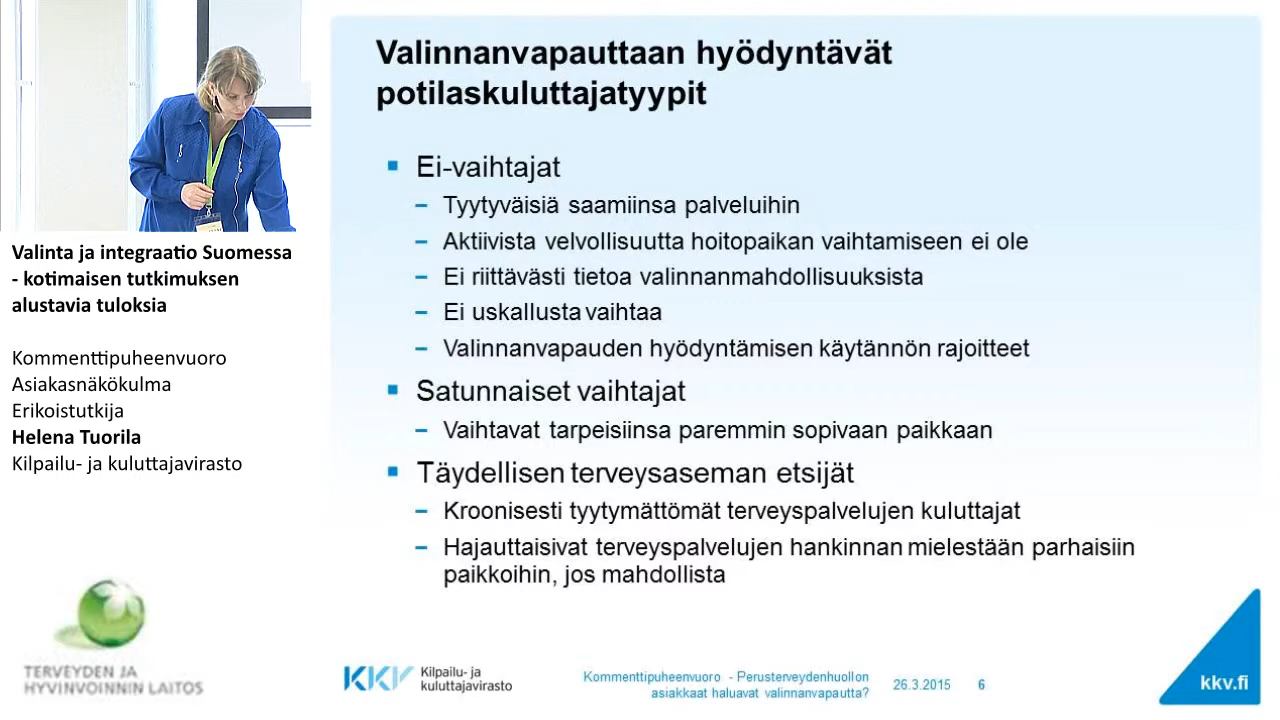 Valinnanvapauttaan hyödyntävät
potilaskuluttajatyypit
Ei-vaihtajat
Tyytyväisiä saamiinsa palveluihin
Aktiivista velvollisuutta hoitopaikan vaihtamiseen ei ole
Ei riittävästi tietoa valinnanmahdollisuuksista
Ei uskallusta vaihtaa
Valinnanvapauden hyödyntämisen käytännön rajoitteet
Satunnaiset vaihtajat
Vaihtavat tarpeisiinsa paremmin sopivaan paikkaan
Täydellisen terveysaseman etsijät
Kroonisesti tyytymättömät terveyspalvelujen kuluttajat
Hajauttaisivat terveyspalvelujen hankinnan mielestään parhaisiin
paikkoihin, jos mahdollista
Valinta ja integraatio Suomessa
- kotimaisen tutkimuksen
alustavia tuloksia
Kommenttipuheenvuoro
Asiakasnäkökulma
Erikoistutkija
Helena Tuorila
Kilpailu- ja kuluttajavirasto
TERVEYDEN JA
HYVINVOINNIN LAITOS
KKV Kilpailu- ja
kuluttajavirasto
Kommenttipuheenvuoro - Perusterveydenhuollon
asiakkaat haluavat valinnanvapautta?
26.3.2015 6
kkv.fi